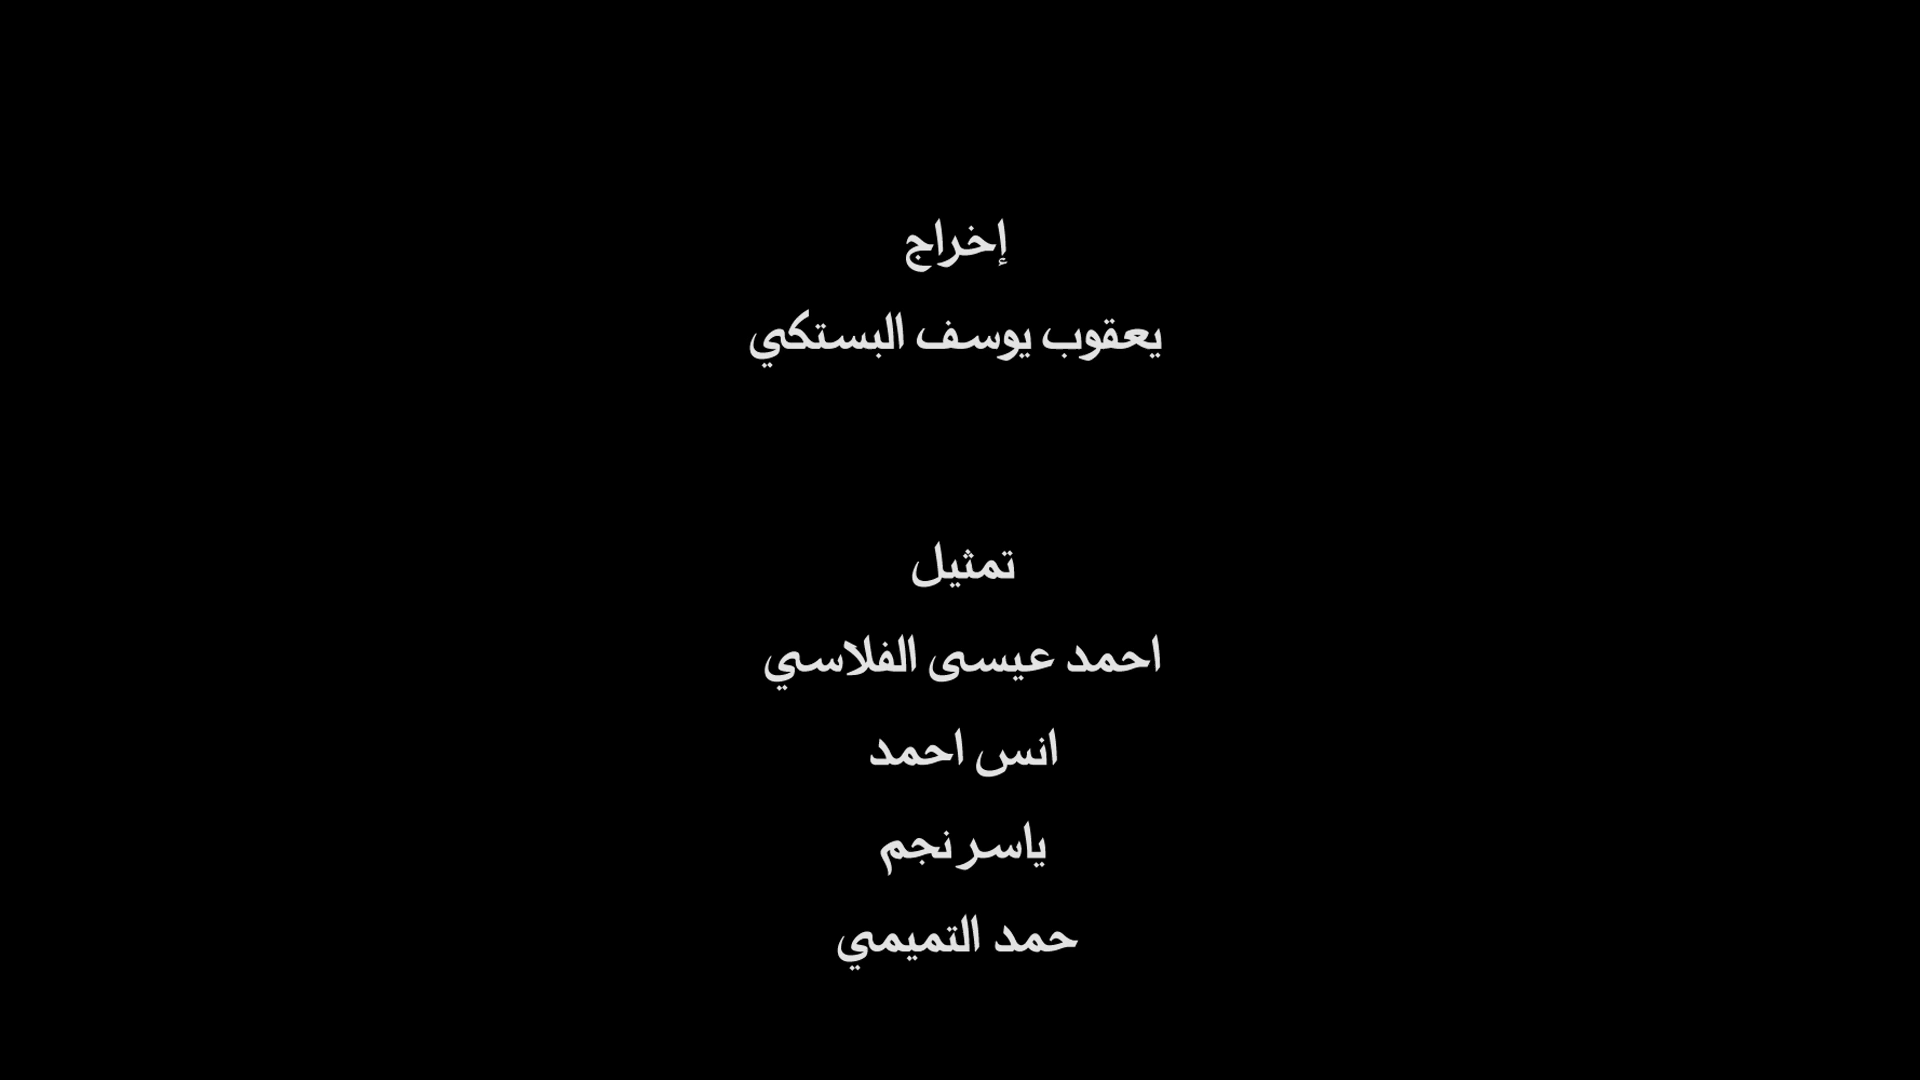 إخراج
يعقوب يوسف البستكي
تمثيل
احمد عيسى الفلاسي
انس احمد
ياسر نجم
حمد التميمي